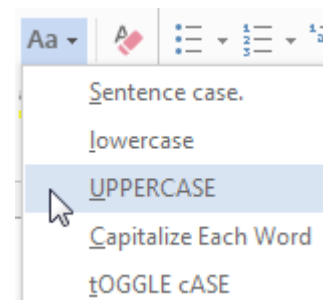 Aa
Sentence case.
lowercase
UPPERCASE
Capitalize Each Word
tOGGLE cASE